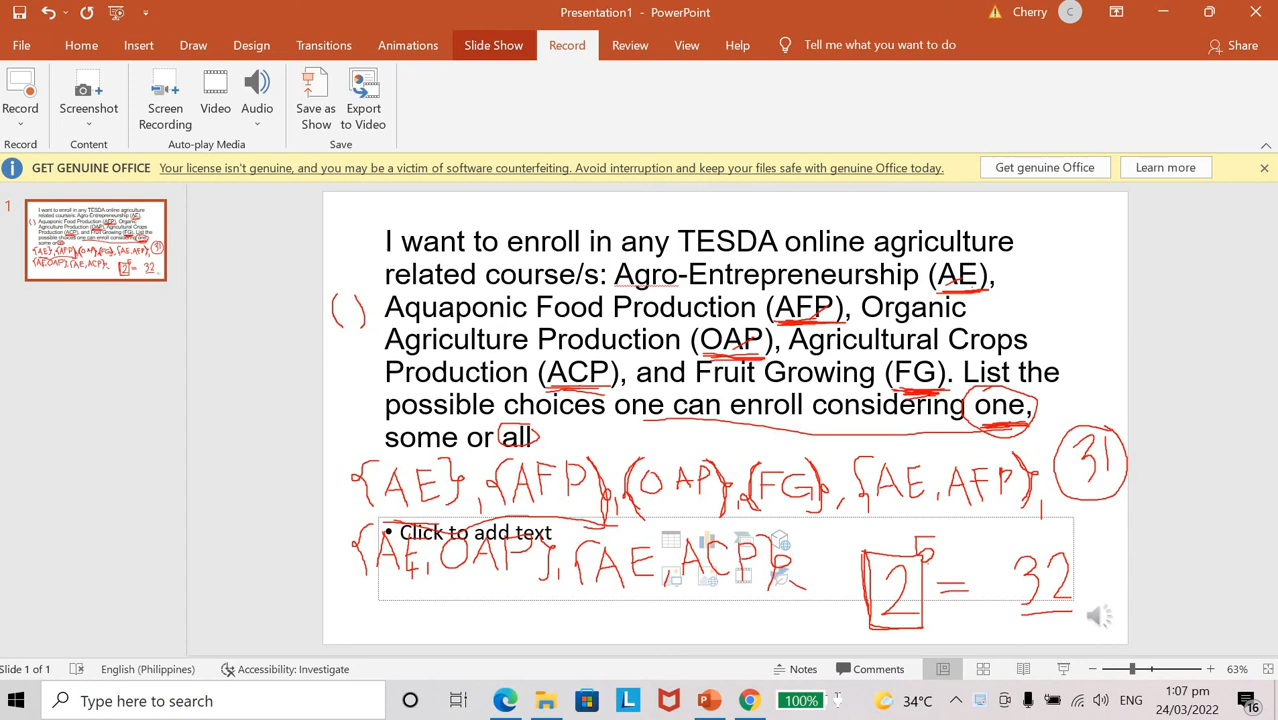 Presentation1 - PowerPoint
Cherry
C
File Home Insert Draw Design Transitions Animations Slide Show Record Review View Help Tell me what you want to do Share
Record Screenshot Screen Recording Video Audio Save as Show Export to Video
Record Content Auto-play Media Save
GET GENUINE OFFICE Your license isn't genuine, and you may be a victim of software counterfeiting. Avoid interruption and keep your files safe with genuine Office today. Get genuine Office Learn more
1
I want to enroll in any TESDA online agriculture
related course/s: Agro-Entrepreneurship (AE),
( ) Aquaponic Food Production (AFP), Organic
Agriculture Production (OAP), Agricultural Crops
Production (ACP), and Fruit Growing (FG). List the
possible choices one can enroll considering one,
some or all
{AE}, {AFP}, {OAP}, {FG}, {AE, AFP}, 31
• Click to add text
{AE, OAP}, {AE, ACP},
2^5 = 32
Slide 1 of 1 English (Philippines) Accessibility: Investigate Notes Comments 63%
Type here to search L 100% 34°C ENG 1:07 pm
24/03/2022 16